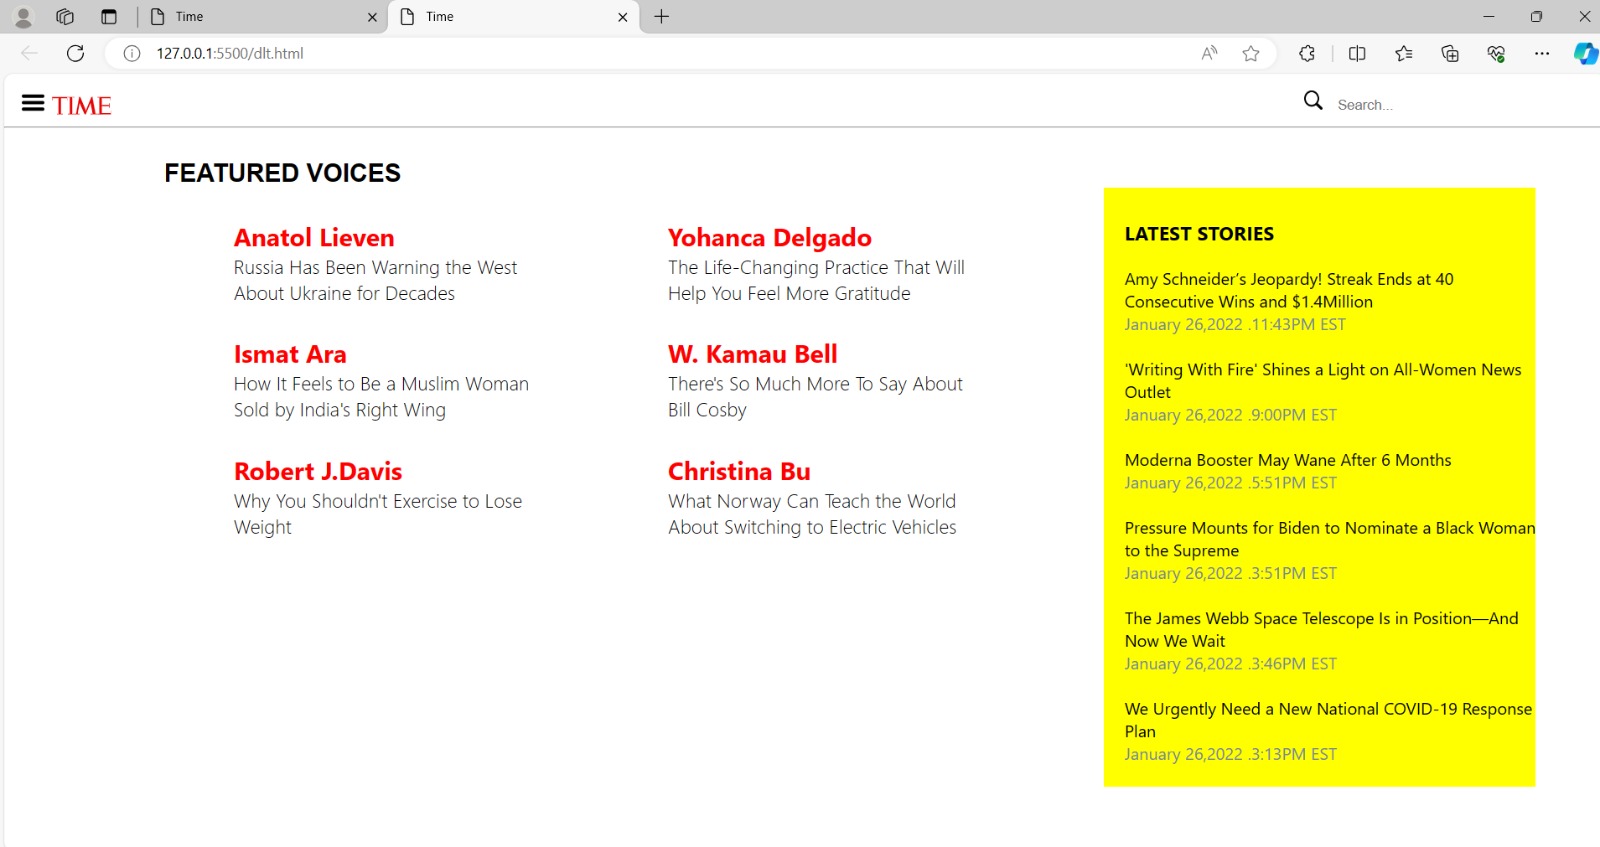 Time
Time
127.0.0.1:5500/dlt.html
TIME
Search...
FEATURED VOICES
Anatol Lieven
Russia Has Been Warning the West
About Ukraine for Decades
Yohanca Delgado
The Life-Changing Practice That Will
Help You Feel More Gratitude
Ismat Ara
How It Feels to Be a Muslim Woman
Sold by India's Right Wing
W. Kamau Bell
There's So Much More To Say About
Bill Cosby
Robert J.Davis
Why You Shouldn't Exercise to Lose
Weight
Christina Bu
What Norway Can Teach the World
About Switching to Electric Vehicles
LATEST STORIES
Amy Schneider’s Jeopardy! Streak Ends at 40
Consecutive Wins and $1.4Million
January 26,2022 .11:43PM EST
'Writing With Fire' Shines a Light on All-Women News
Outlet
January 26,2022 .9:00PM EST
Moderna Booster May Wane After 6 Months
January 26,2022 .5:51PM EST
Pressure Mounts for Biden to Nominate a Black Woman
to the Supreme
January 26,2022 .3:51PM EST
The James Webb Space Telescope Is in Position—And
Now We Wait
January 26,2022 .3:46PM EST
We Urgently Need a New National COVID-19 Response
Plan
January 26,2022 .3:13PM EST